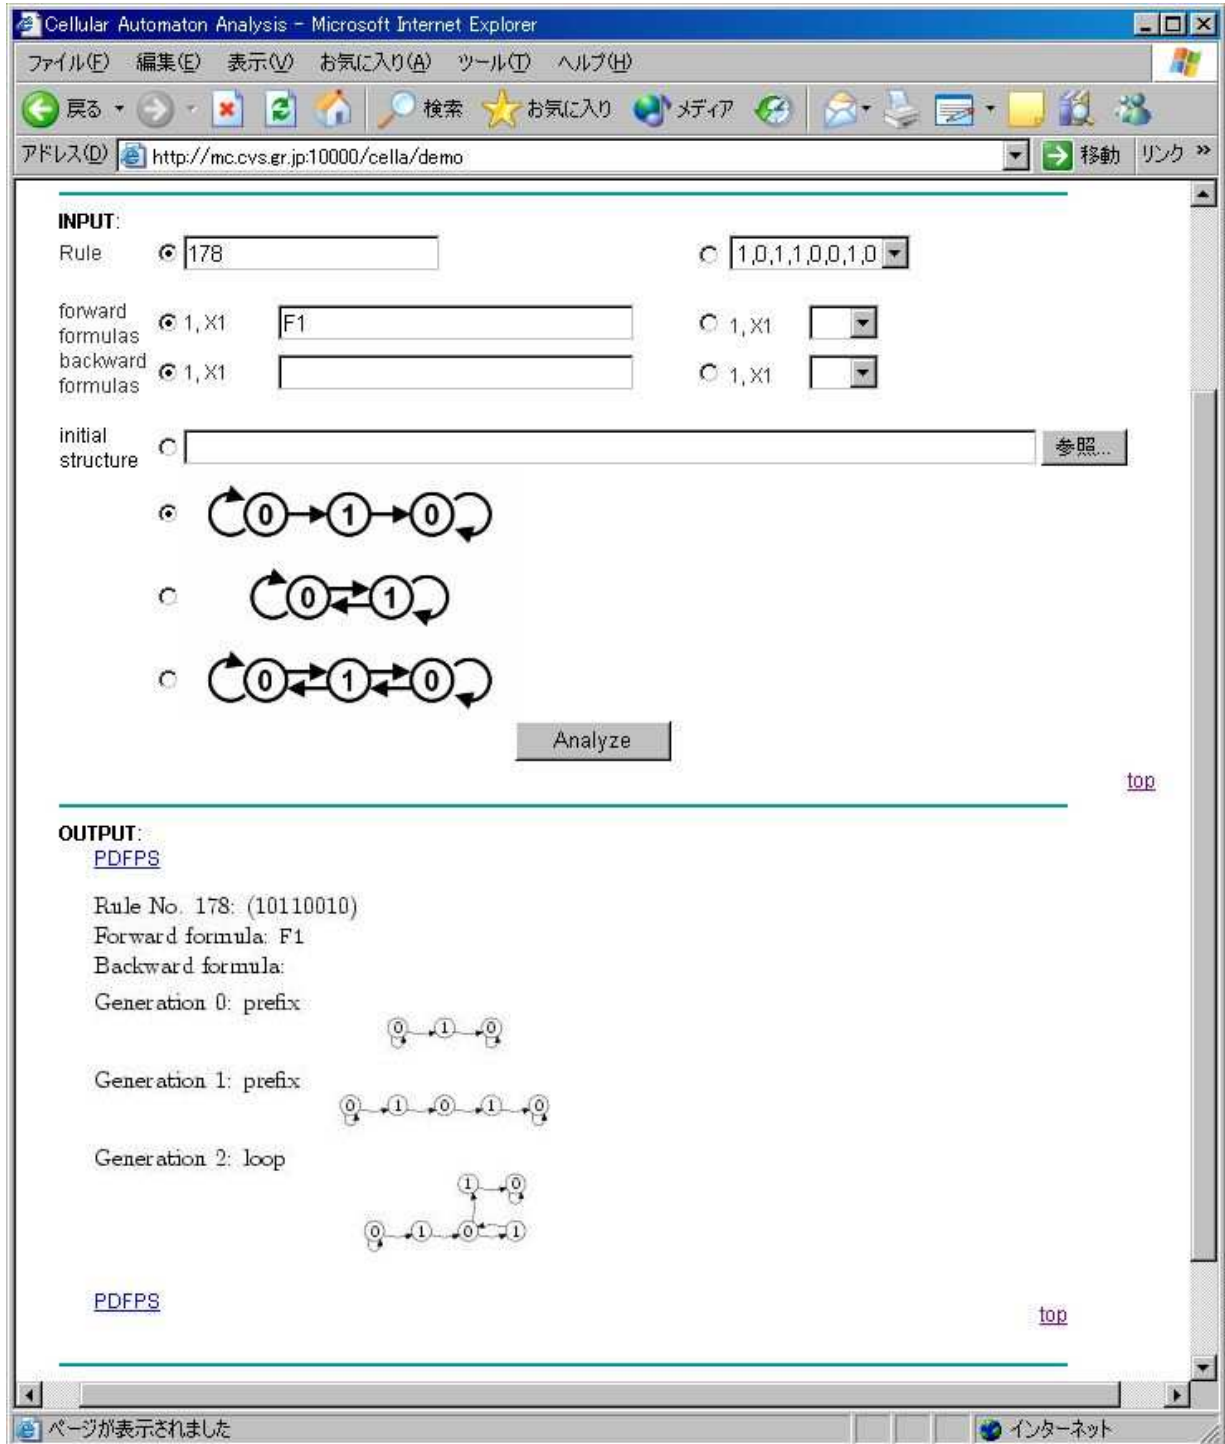 Cellular Automaton Analysis - Microsoft Internet Explorer
ファイル(F) 編集(E) 表示(V) お気に入り(A) ツール(T) ヘルプ(H)
戻る 検索 お気に入り メディア
アドレス(D) http://mc.cvs.gr.jp:10000/cella/demo 移動 リンク »
INPUT:
Rule 178 1,0,1,1,0,0,1,0
forward formulas 1, X1 F1 1, X1
backward formulas 1, X1 1, X1
initial structure 参照...
0 1 0
0 1
0 1 0
Analyze
top
OUTPUT:
PDFPS
Rule No. 178: (10110010)
Forward formula: F1
Backward formula:
Generation 0: prefix
0 1 0
Generation 1: prefix
0 1 0 1 0
Generation 2: loop
1 0
0 1 0 1
PDFPS
top
ページが表示されました インターネット